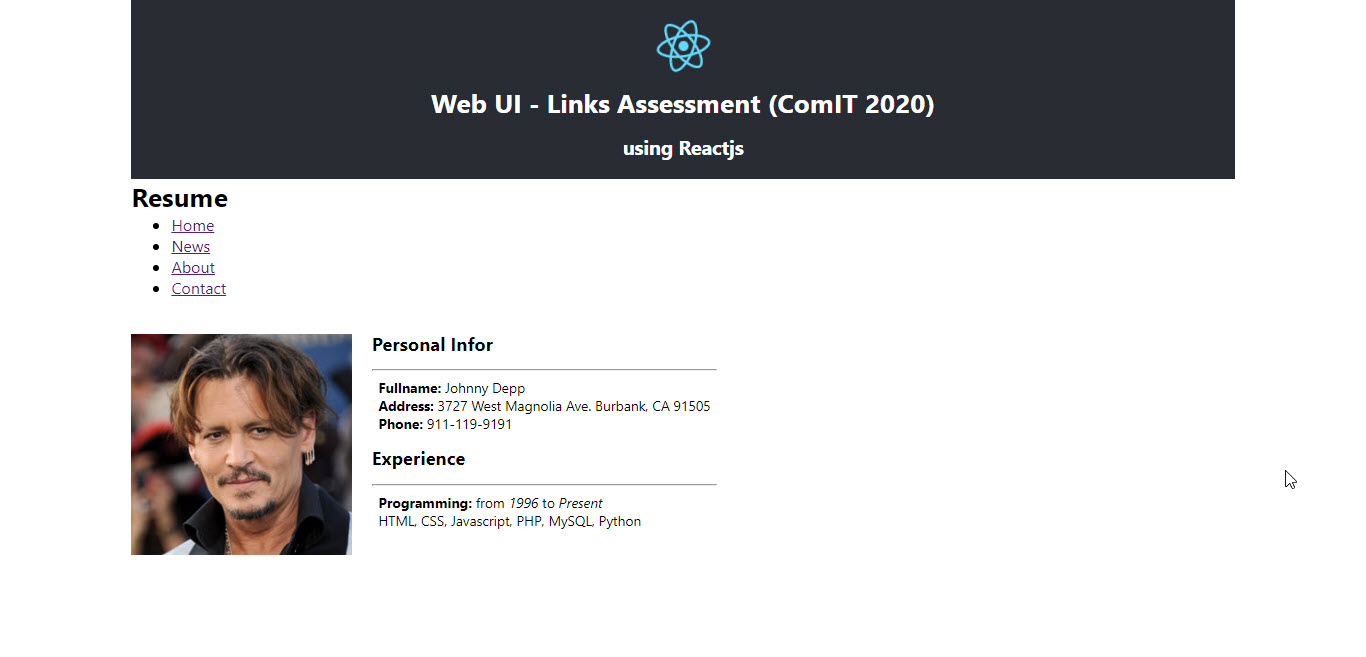 Web UI - Links Assessment (ComIT 2020)
using Reactjs
Resume
Home
News
About
Contact
Personal Infor
Fullname: Johnny Depp
Address: 3727 West Magnolia Ave. Burbank, CA 91505
Phone: 911-119-9191
Experience
Programming: from 1996 to Present
HTML, CSS, Javascript, PHP, MySQL, Python